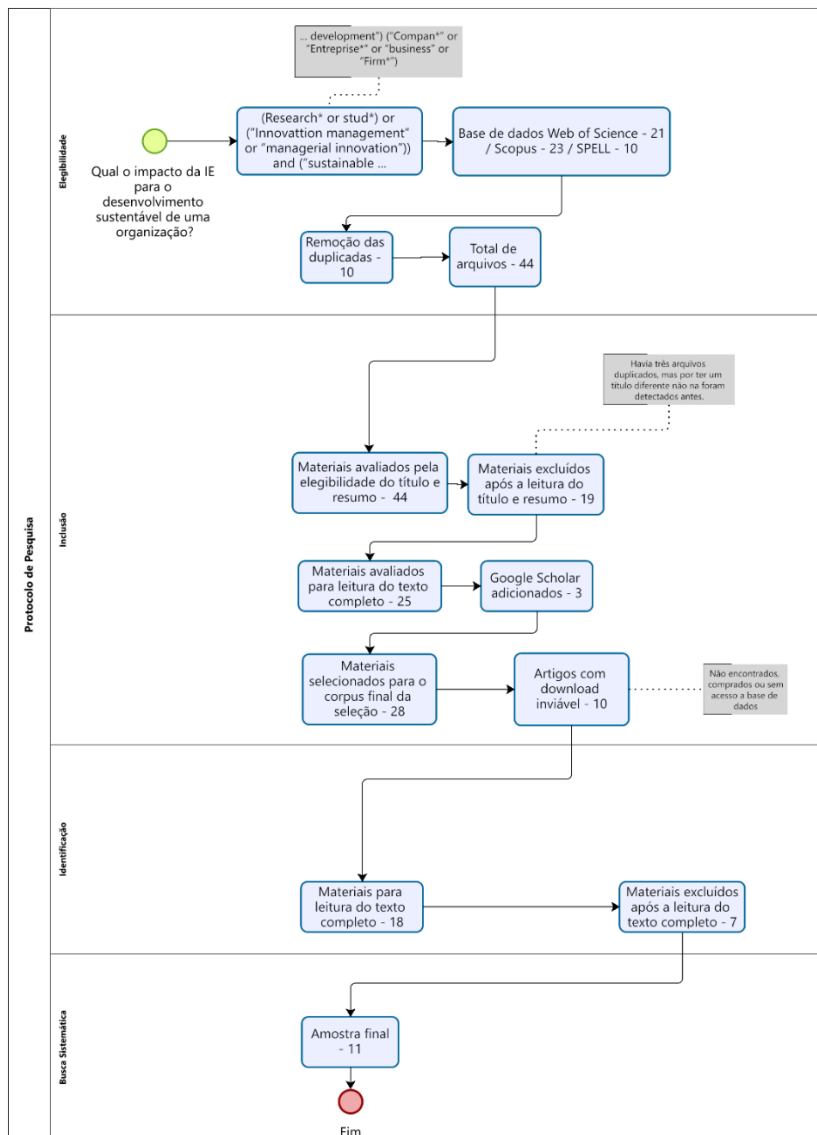 Protocolo de Pesquisa
Elegibilidade
... development") ("Compan*" or
"Entreprise*" or "business" or
"Firm*")
Qual o impacto da IE
para o
desenvolvimento
sustentável de uma
organização?
(Research* or stud*) or
("Innovattion management"
or "managerial innovation"))
and ("sustainable ...
Base de dados Web of Science - 21
/ Scopus - 23 / SPELL - 10
Remoção das
duplicadas -
10
Total de
arquivos - 44
Inclusão
Havia três arquivos
duplicados, mas por ter um
título diferente não na foram
detectados antes.
Materiais avaliados pela
elegibilidade do título e
resumo - 44
Materiais excluídos
após a leitura do
título e resumo - 19
Materiais avaliados
para leitura do texto
completo - 25
Google Scholar
adicionados - 3
Materiais
selecionados para o
corpus final da
seleção - 28
Artigos com
download
inviável - 10
Não encontrados,
comprados ou sem
acesso a base de
dados
Identificação
Materiais para
leitura do texto
completo - 18
Materiais excluídos
após a leitura do
texto completo - 7
Busca Sistemática
Amostra final
- 11
Fim